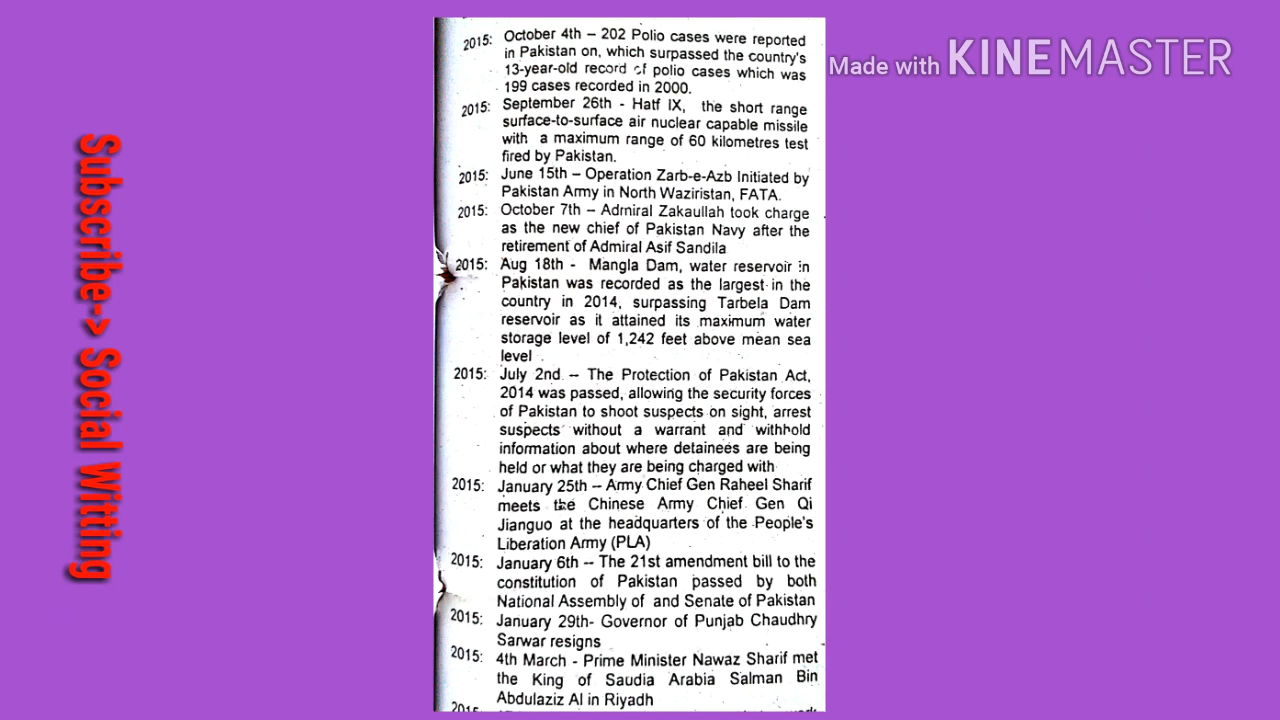 2015: October 4th – 202 Polio cases were reported
in Pakistan on, which surpassed the country's
13-year-old record of polio cases which was
199 cases recorded in 2000.
2015: September 26th - Hatf IX, the short range
surface-to-surface air nuclear capable missile
with a maximum range of 60 kilometres test
fired by Pakistan.
2015: June 15th – Operation Zarb-e-Azb Initiated by
Pakistan Army in North Waziristan, FATA.
2015: October 7th – Admiral Zakaullah took charge
as the new chief of Pakistan Navy after the
retirement of Admiral Asif Sandila
2015: Aug 18th - Mangla Dam, water reservoir in
Pakistan was recorded as the largest in the
country in 2014, surpassing Tarbela Dam
reservoir as it attained its maximum water
storage level of 1,242 feet above mean sea
level
2015: July 2nd – The Protection of Pakistan Act,
2014 was passed, allowing the security forces
of Pakistan to shoot suspects on sight, arrest
suspects without a warrant and withhold
information about where detainees are being
held or what they are being charged with
2015: January 25th – Army Chief Gen Raheel Sharif
meets the Chinese Army Chief Gen Qi
Jianguo at the headquarters of the People's
Liberation Army (PLA)
2015: January 6th – The 21st amendment bill to the
constitution of Pakistan passed by both
National Assembly of and Senate of Pakistan
2015: January 29th- Governor of Punjab Chaudhry
Sarwar resigns
2015: 4th March - Prime Minister Nawaz Sharif met
the King of Saudia Arabia Salman Bin
Abdulaziz Al in Riyadh
2015:
Made with KINEMASTER
Subscribe-> Social Witting